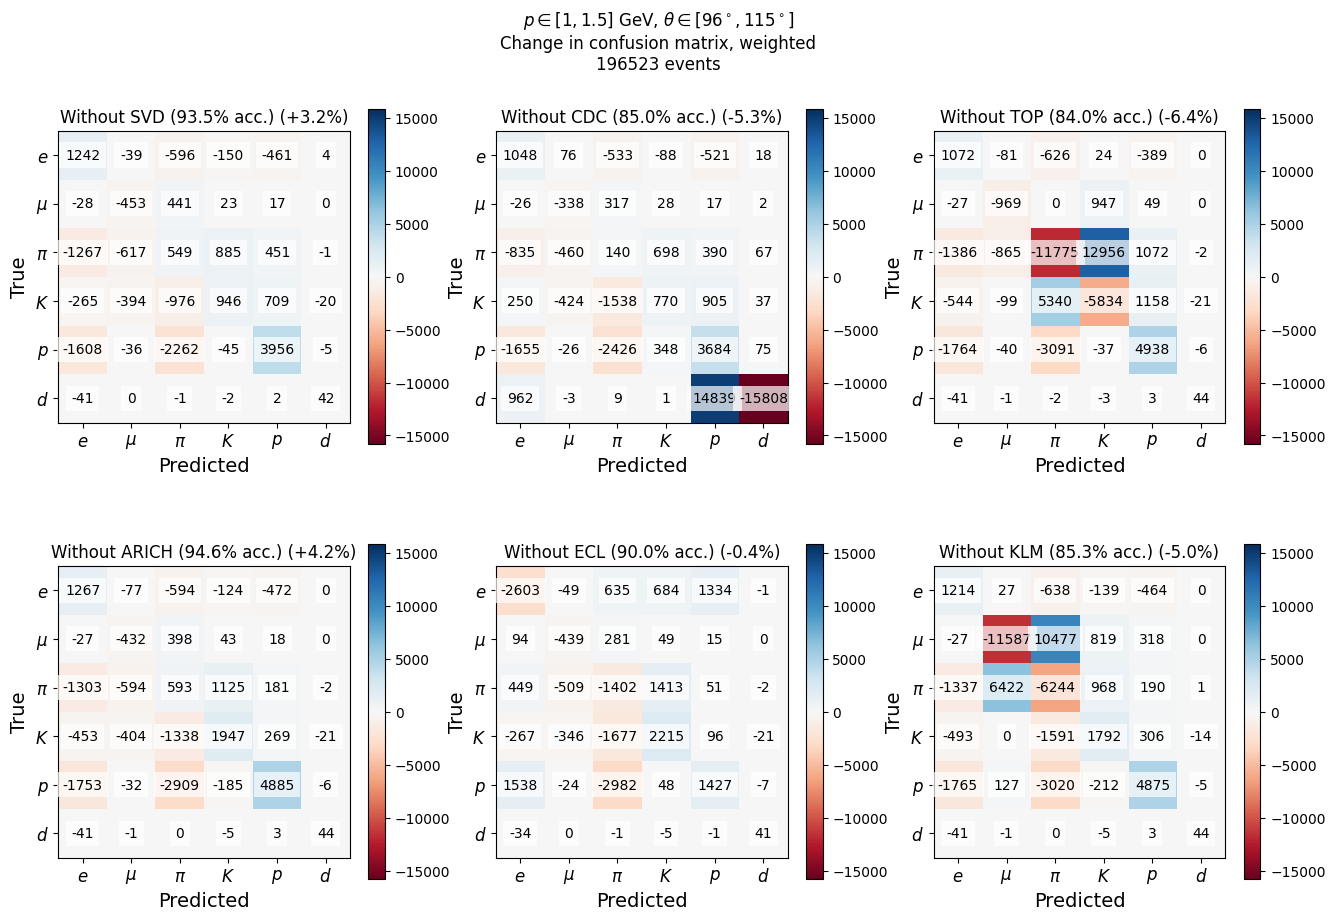 p ∈ [1, 1.5] GeV, θ ∈ [96°, 115°]
Change in confusion matrix, weighted
196523 events
Without SVD (93.5% acc.) (+3.2%)
e 1242 -39 -596 -150 -461 4
μ -28 -453 441 23 17 0
π -1267 -617 549 885 451 -1
K -265 -394 -976 946 709 -20
p -1608 -36 -2262 -45 3956 -5
d -41 0 -1 -2 2 42
e μ π K p d
Predicted
True
15000
10000
5000
0
−5000
−10000
−15000
Without CDC (85.0% acc.) (-5.3%)
e 1048 76 -533 -88 -521 18
μ -26 -338 317 28 17 2
π -835 -460 140 698 390 67
K 250 -424 -1538 770 905 37
p -1655 -26 -2426 348 3684 75
d 962 -3 9 1 14839 -15808
e μ π K p d
Predicted
True
15000
10000
5000
0
−5000
−10000
−15000
Without TOP (84.0% acc.) (-6.4%)
e 1072 -81 -626 24 -389 0
μ -27 -969 0 947 49 0
π -1386 -865 -11775 12956 1072 -2
K -544 -99 5340 -5834 1158 -21
p -1764 -40 -3091 -37 4938 -6
d -41 -1 -2 -3 3 44
e μ π K p d
Predicted
True
15000
10000
5000
0
−5000
−10000
−15000
Without ARICH (94.6% acc.) (+4.2%)
e 1267 -77 -594 -124 -472 0
μ -27 -432 398 43 18 0
π -1303 -594 593 1125 181 -2
K -453 -404 -1338 1947 269 -21
p -1753 -32 -2909 -185 4885 -6
d -41 -1 0 -5 3 44
e μ π K p d
Predicted
True
15000
10000
5000
0
−5000
−10000
−15000
Without ECL (90.0% acc.) (-0.4%)
e -2603 -49 635 684 1334 -1
μ 94 -439 281 49 15 0
π 449 -509 -1402 1413 51 -2
K -267 -346 -1677 2215 96 -21
p 1538 -24 -2982 48 1427 -7
d -34 0 -1 -5 -1 41
e μ π K p d
Predicted
True
15000
10000
5000
0
−5000
−10000
−15000
Without KLM (85.3% acc.) (-5.0%)
e 1214 27 -638 -139 -464 0
μ -27 -11587 10477 819 318 0
π -1337 6422 -6244 968 190 1
K -493 0 -1591 1792 306 -14
p -1765 127 -3020 -212 4875 -5
d -41 -1 0 -5 3 44
e μ π K p d
Predicted
True
15000
10000
5000
0
−5000
−10000
−15000